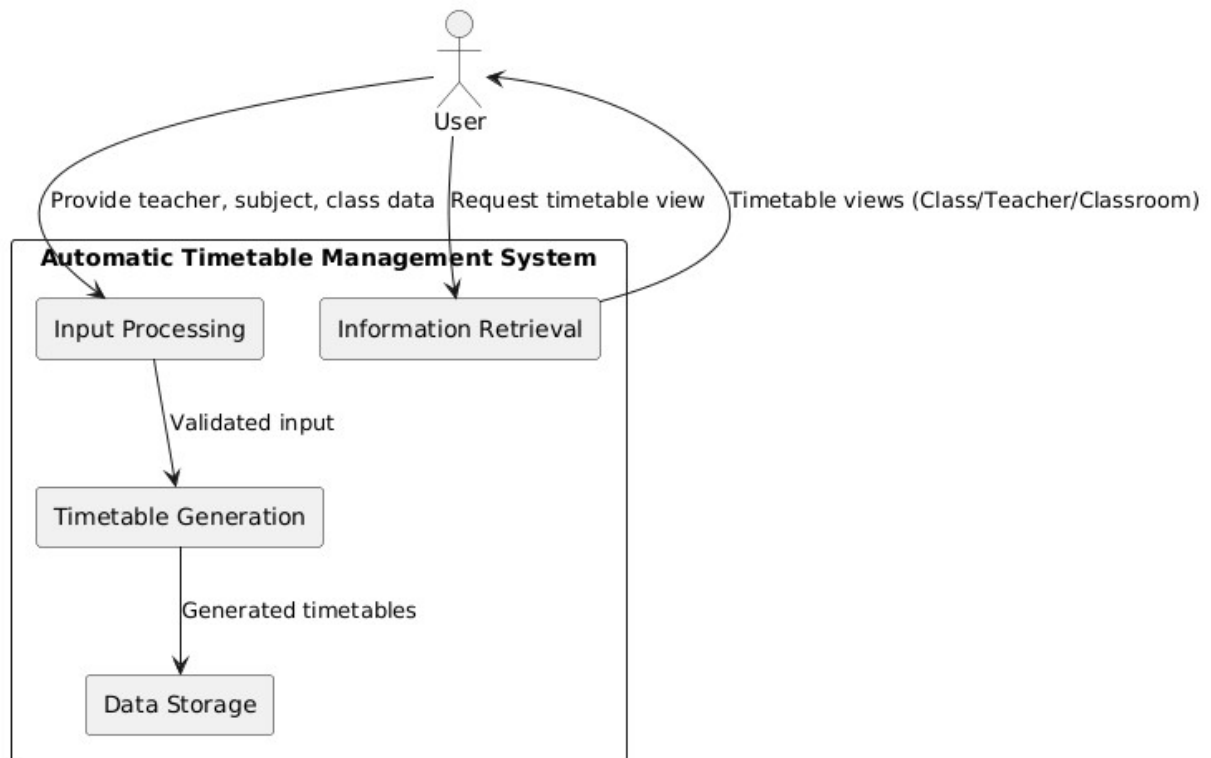 User
Provide teacher, subject, class data
Request timetable view
Timetable views (Class/Teacher/Classroom)
Automatic Timetable Management System
Input Processing
Information Retrieval
Validated input
Timetable Generation
Generated timetables
Data Storage